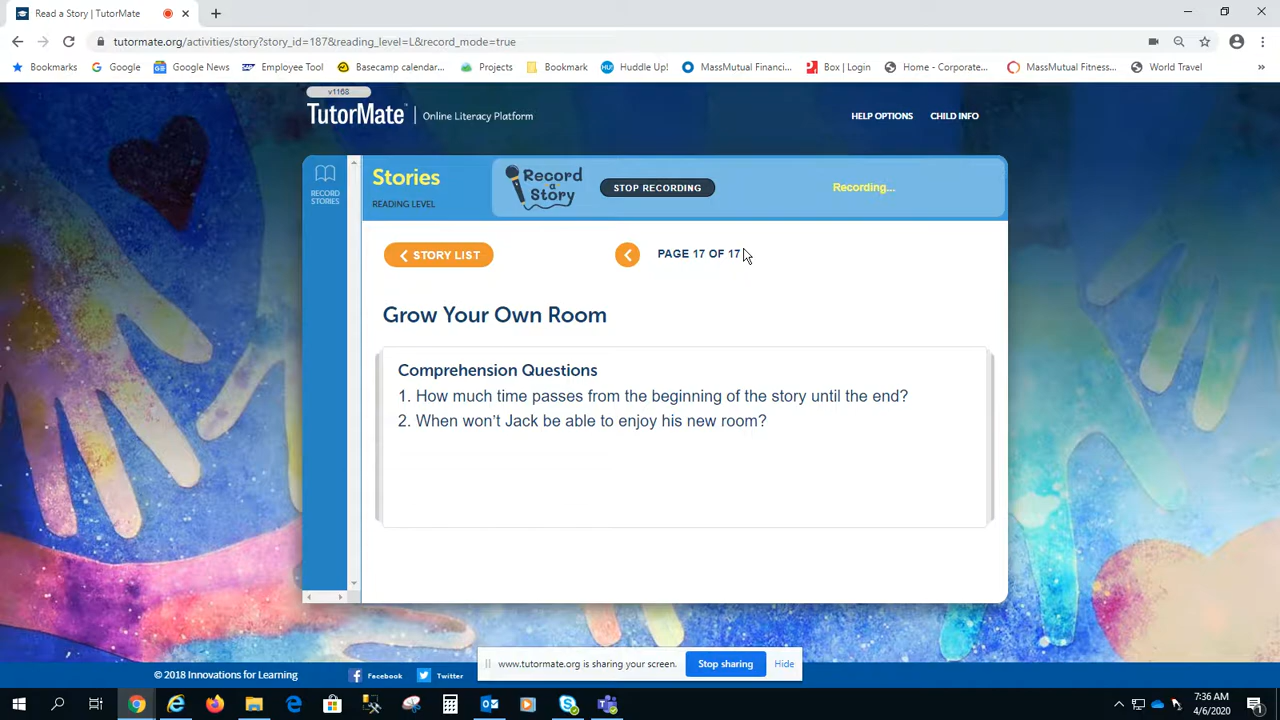 Read a Story | TutorMate
tutormate.org/activities/story?story_id=187&reading_level=L&record_mode=true
Bookmarks Google Google News Employee Tool Basecamp calendar... Projects Bookmark Huddle Up! MassMutual Financi... Box | Login Home - Corporate... MassMutual Fitness... World Travel »
v1168
TutorMate™ | Online Literacy Platform
HELP OPTIONS CHILD INFO
RECORD
STORIES
Stories
READING LEVEL
Record
a
Story
STOP RECORDING
Recording...
STORY LIST
PAGE 17 OF 17
Grow Your Own Room
Comprehension Questions
1. How much time passes from the beginning of the story until the end?
2. When won't Jack be able to enjoy his new room?
www.tutormate.org is sharing your screen. Stop sharing Hide
© 2018 Innovations for Learning
Facebook
Twitter
7:36 AM
4/6/2020